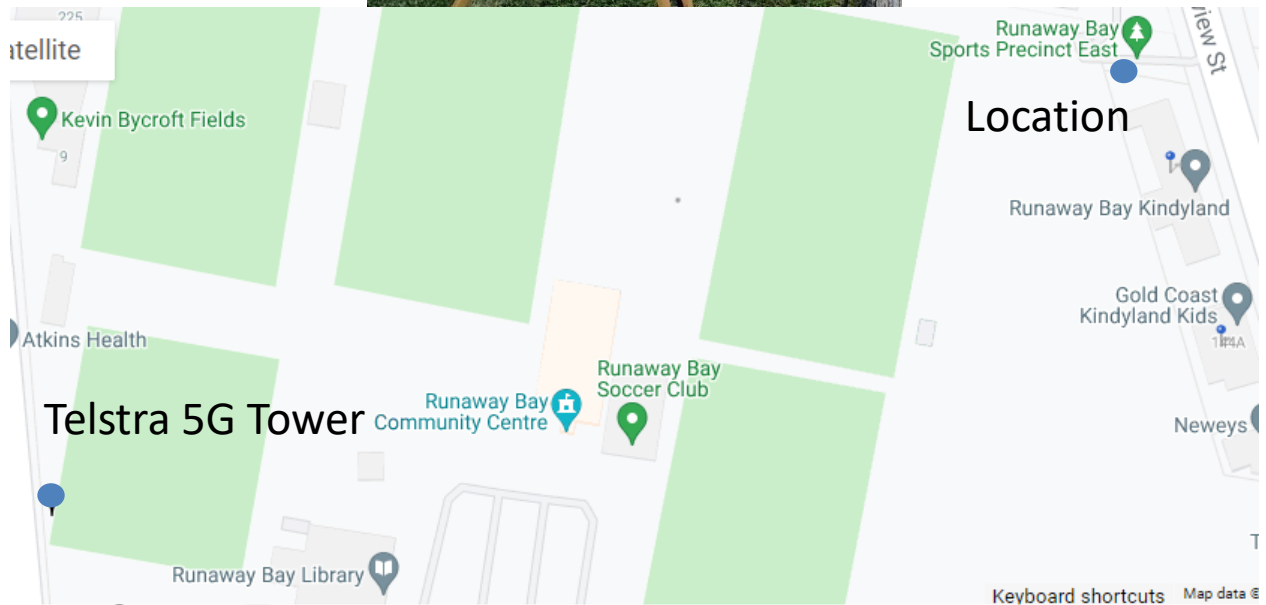 225
Runaway Bay
Sports Precinct East
view St
atellite
Location
Kevin Bycroft Fields
9
Runaway Bay Kindyland
Gold Coast
Kindyland Kids
144A
Atkins Health
Runaway Bay
Soccer Club
Telstra 5G Tower
Runaway Bay
Community Centre
Neweys
Runaway Bay Library
T
Keyboard shortcuts
Map data ©